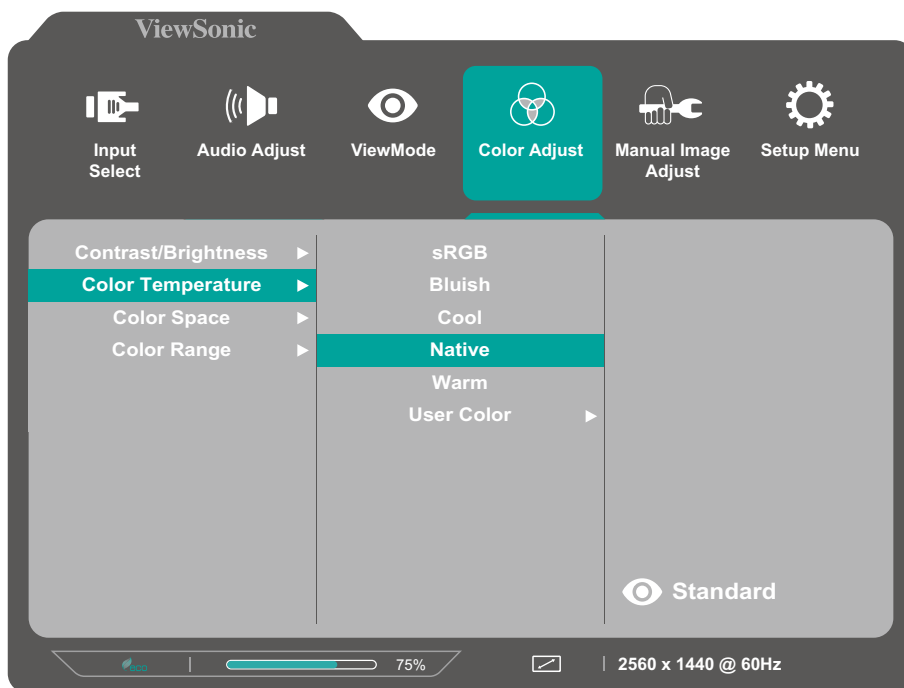 ViewSonic
Input
Select
Audio Adjust
ViewMode
Color Adjust
Manual Image
Adjust
Setup Menu
Contrast/Brightness
Color Temperature
Color Space
Color Range
sRGB
Bluish
Cool
Native
Warm
User Color
Standard
eco
75%
2560 x 1440 @ 60Hz